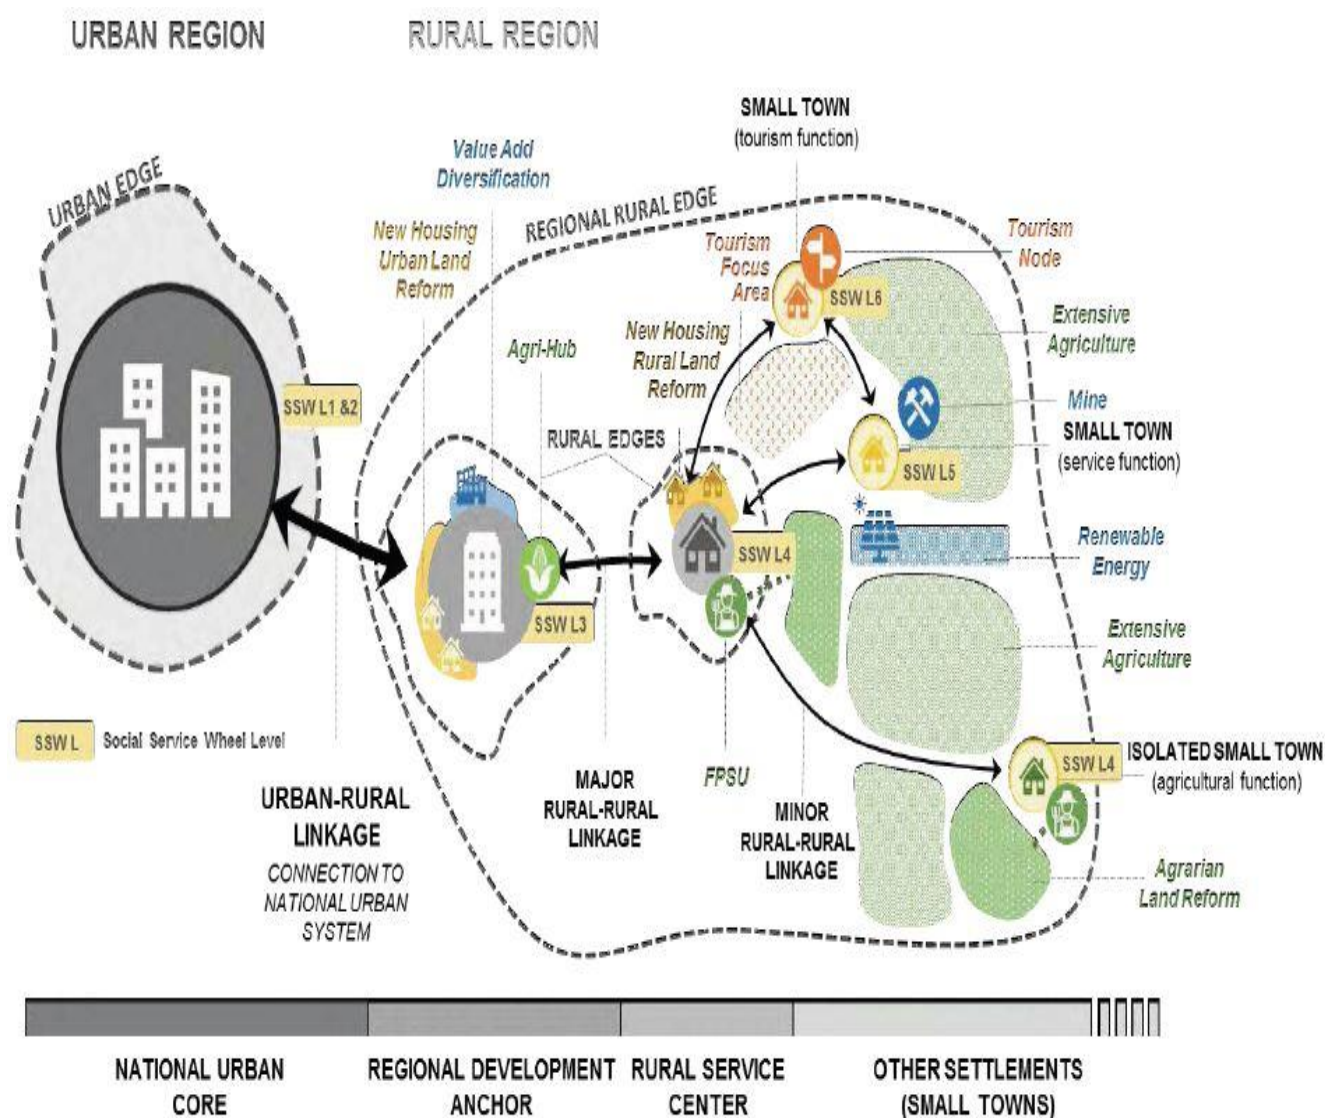 URBAN REGION
RURAL REGION
SMALL TOWN
(tourism function)
Value Add
Diversification
URBAN EDGE
REGIONAL RURAL EDGE
New Housing
Urban Land
Reform
Tourism
Focus
Area
Tourism
Node
SSW L6
Extensive
Agriculture
New Housing
Rural Land
Reform
Agri-Hub
SSW L1 &2
Mine
RURAL EDGES
SMALL TOWN
(service function)
SSW L5
Renewable
Energy
SSW L4
SSW L3
Extensive
Agriculture
SSW L
Social Service Wheel Level
ISOLATED SMALL TOWN
(agricultural function)
SSW L4
URBAN-RURAL
LINKAGE
CONNECTION TO
NATIONAL URBAN
SYSTEM
MAJOR
RURAL-RURAL
LINKAGE
FPSU
MINOR
RURAL-RURAL
LINKAGE
Agrarian
Land Reform
NATIONAL URBAN
CORE
REGIONAL DEVELOPMENT
ANCHOR
RURAL SERVICE
CENTER
OTHER SETTLEMENTS
(SMALL TOWNS)